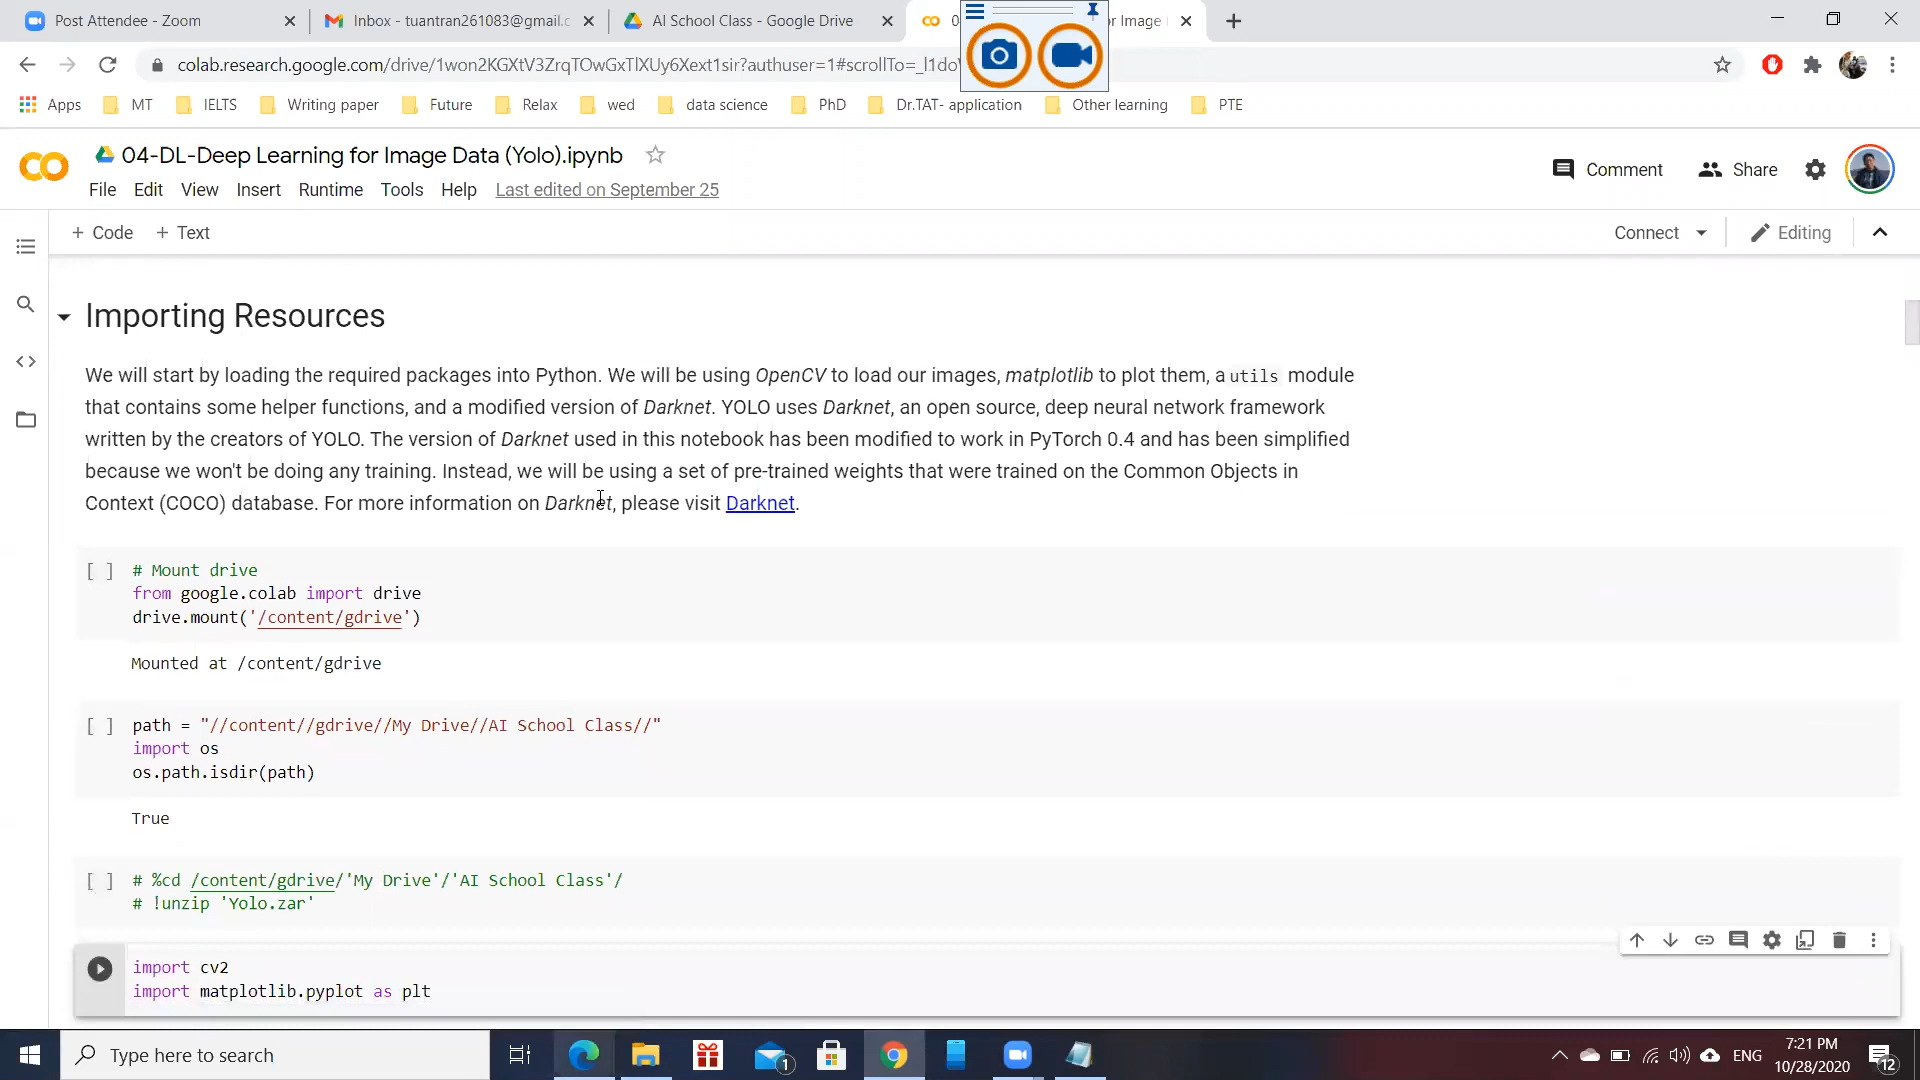 Post Attendee - Zoom
Inbox - tuantran261083@gmail.c
AI School Class - Google Drive
or Image
colab.research.google.com/drive/1won2KGXtV3ZrqTOwGxTlXUy6Xext1sir?authuser=1#scrollTo=_l1do
Apps
MT
IELTS
Writing paper
Future
Relax
wed
data science
PhD
Dr.TAT- application
Other learning
PTE
04-DL-Deep Learning for Image Data (Yolo).ipynb
Comment
Share
File Edit View Insert Runtime Tools Help Last edited on September 25
+ Code + Text
Connect
Editing
Importing Resources
We will start by loading the required packages into Python. We will be using OpenCV to load our images, matplotlib to plot them, a utils module
that contains some helper functions, and a modified version of Darknet. YOLO uses Darknet, an open source, deep neural network framework
written by the creators of YOLO. The version of Darknet used in this notebook has been modified to work in PyTorch 0.4 and has been simplified
because we won't be doing any training. Instead, we will be using a set of pre-trained weights that were trained on the Common Objects in
Context (COCO) database. For more information on Darknet, please visit Darknet.
[ ] # Mount drive
from google.colab import drive
drive.mount('/content/gdrive')
Mounted at /content/gdrive
[ ] path = "//content//gdrive//My Drive//AI School Class//"
import os
os.path.isdir(path)
True
[ ] # %cd /content/gdrive/'My Drive'/'AI School Class'/
# !unzip 'Yolo.zar'
import cv2
import matplotlib.pyplot as plt
Type here to search
1
ENG
7:21 PM
10/28/2020
12